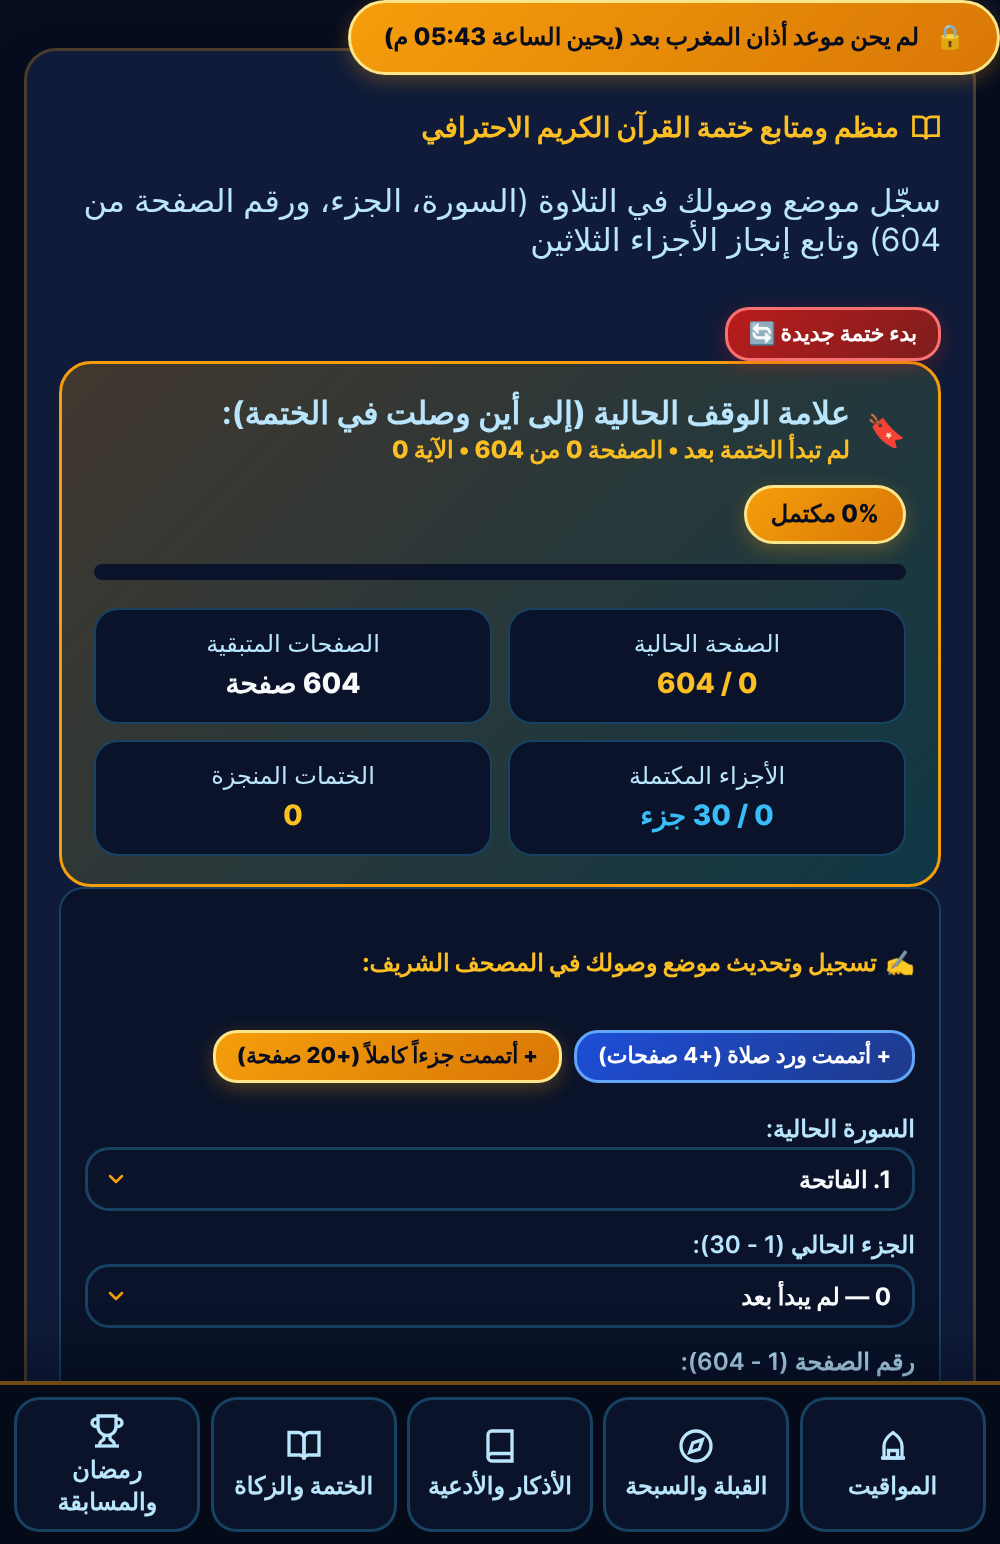 🔒 لم يحن موعد أذان المغرب بعد (يحين الساعة 05:43 م)
منظم ومتابع ختمة القرآن الكريم الاحترافي
سجّل موضع وصولك في التلاوة (السورة، الجزء، ورقم الصفحة من
604) وتابع إنجاز الأجزاء الثلاثين
بدء ختمة جديدة 🔄
🔖 علامة الوقف الحالية (إلى أين وصلت في الختمة):
لم تبدأ الختمة بعد • الصفحة 0 من 604 • الآية 0
0% مكتمل
الصفحة الحالية
0 / 604
الصفحات المتبقية
604 صفحة
الأجزاء المكتملة
0 / 30 جزء
الختمات المنجزة
0
✍️ تسجيل وتحديث موضع وصولك في المصحف الشريف:
+ أتممت ورد صلاة (+4 صفحات)
+ أتممت جزءاً كاملاً (+20 صفحة)
السورة الحالية:
1. الفاتحة
الجزء الحالي (1 - 30):
0 — لم يبدأ بعد
رقم الصفحة (1 - 604):
المواقيت
القبلة والسبحة
الأذكار والأدعية
الختمة والزكاة
رمضان
والمسابقة